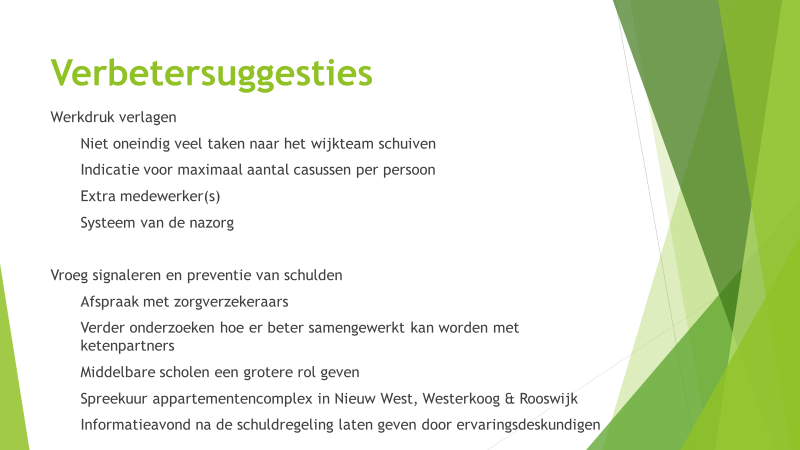 Verbetersuggesties
Werkdruk verlagen
Niet oneindig veel taken naar het wijkteam schuiven
Indicatie voor maximaal aantal casussen per persoon
Extra medewerker(s)
Systeem van de nazorg
Vroeg signaleren en preventie van schulden
Afspraak met zorgverzekeraars
Verder onderzoeken hoe er beter samengewerkt kan worden met
ketenpartners
Middelbare scholen een grotere rol geven
Spreekuur appartementencomplex in Nieuw West, Westerkoog & Rooswijk
Informatieavond na de schuldregeling laten geven door ervaringsdeskundigen